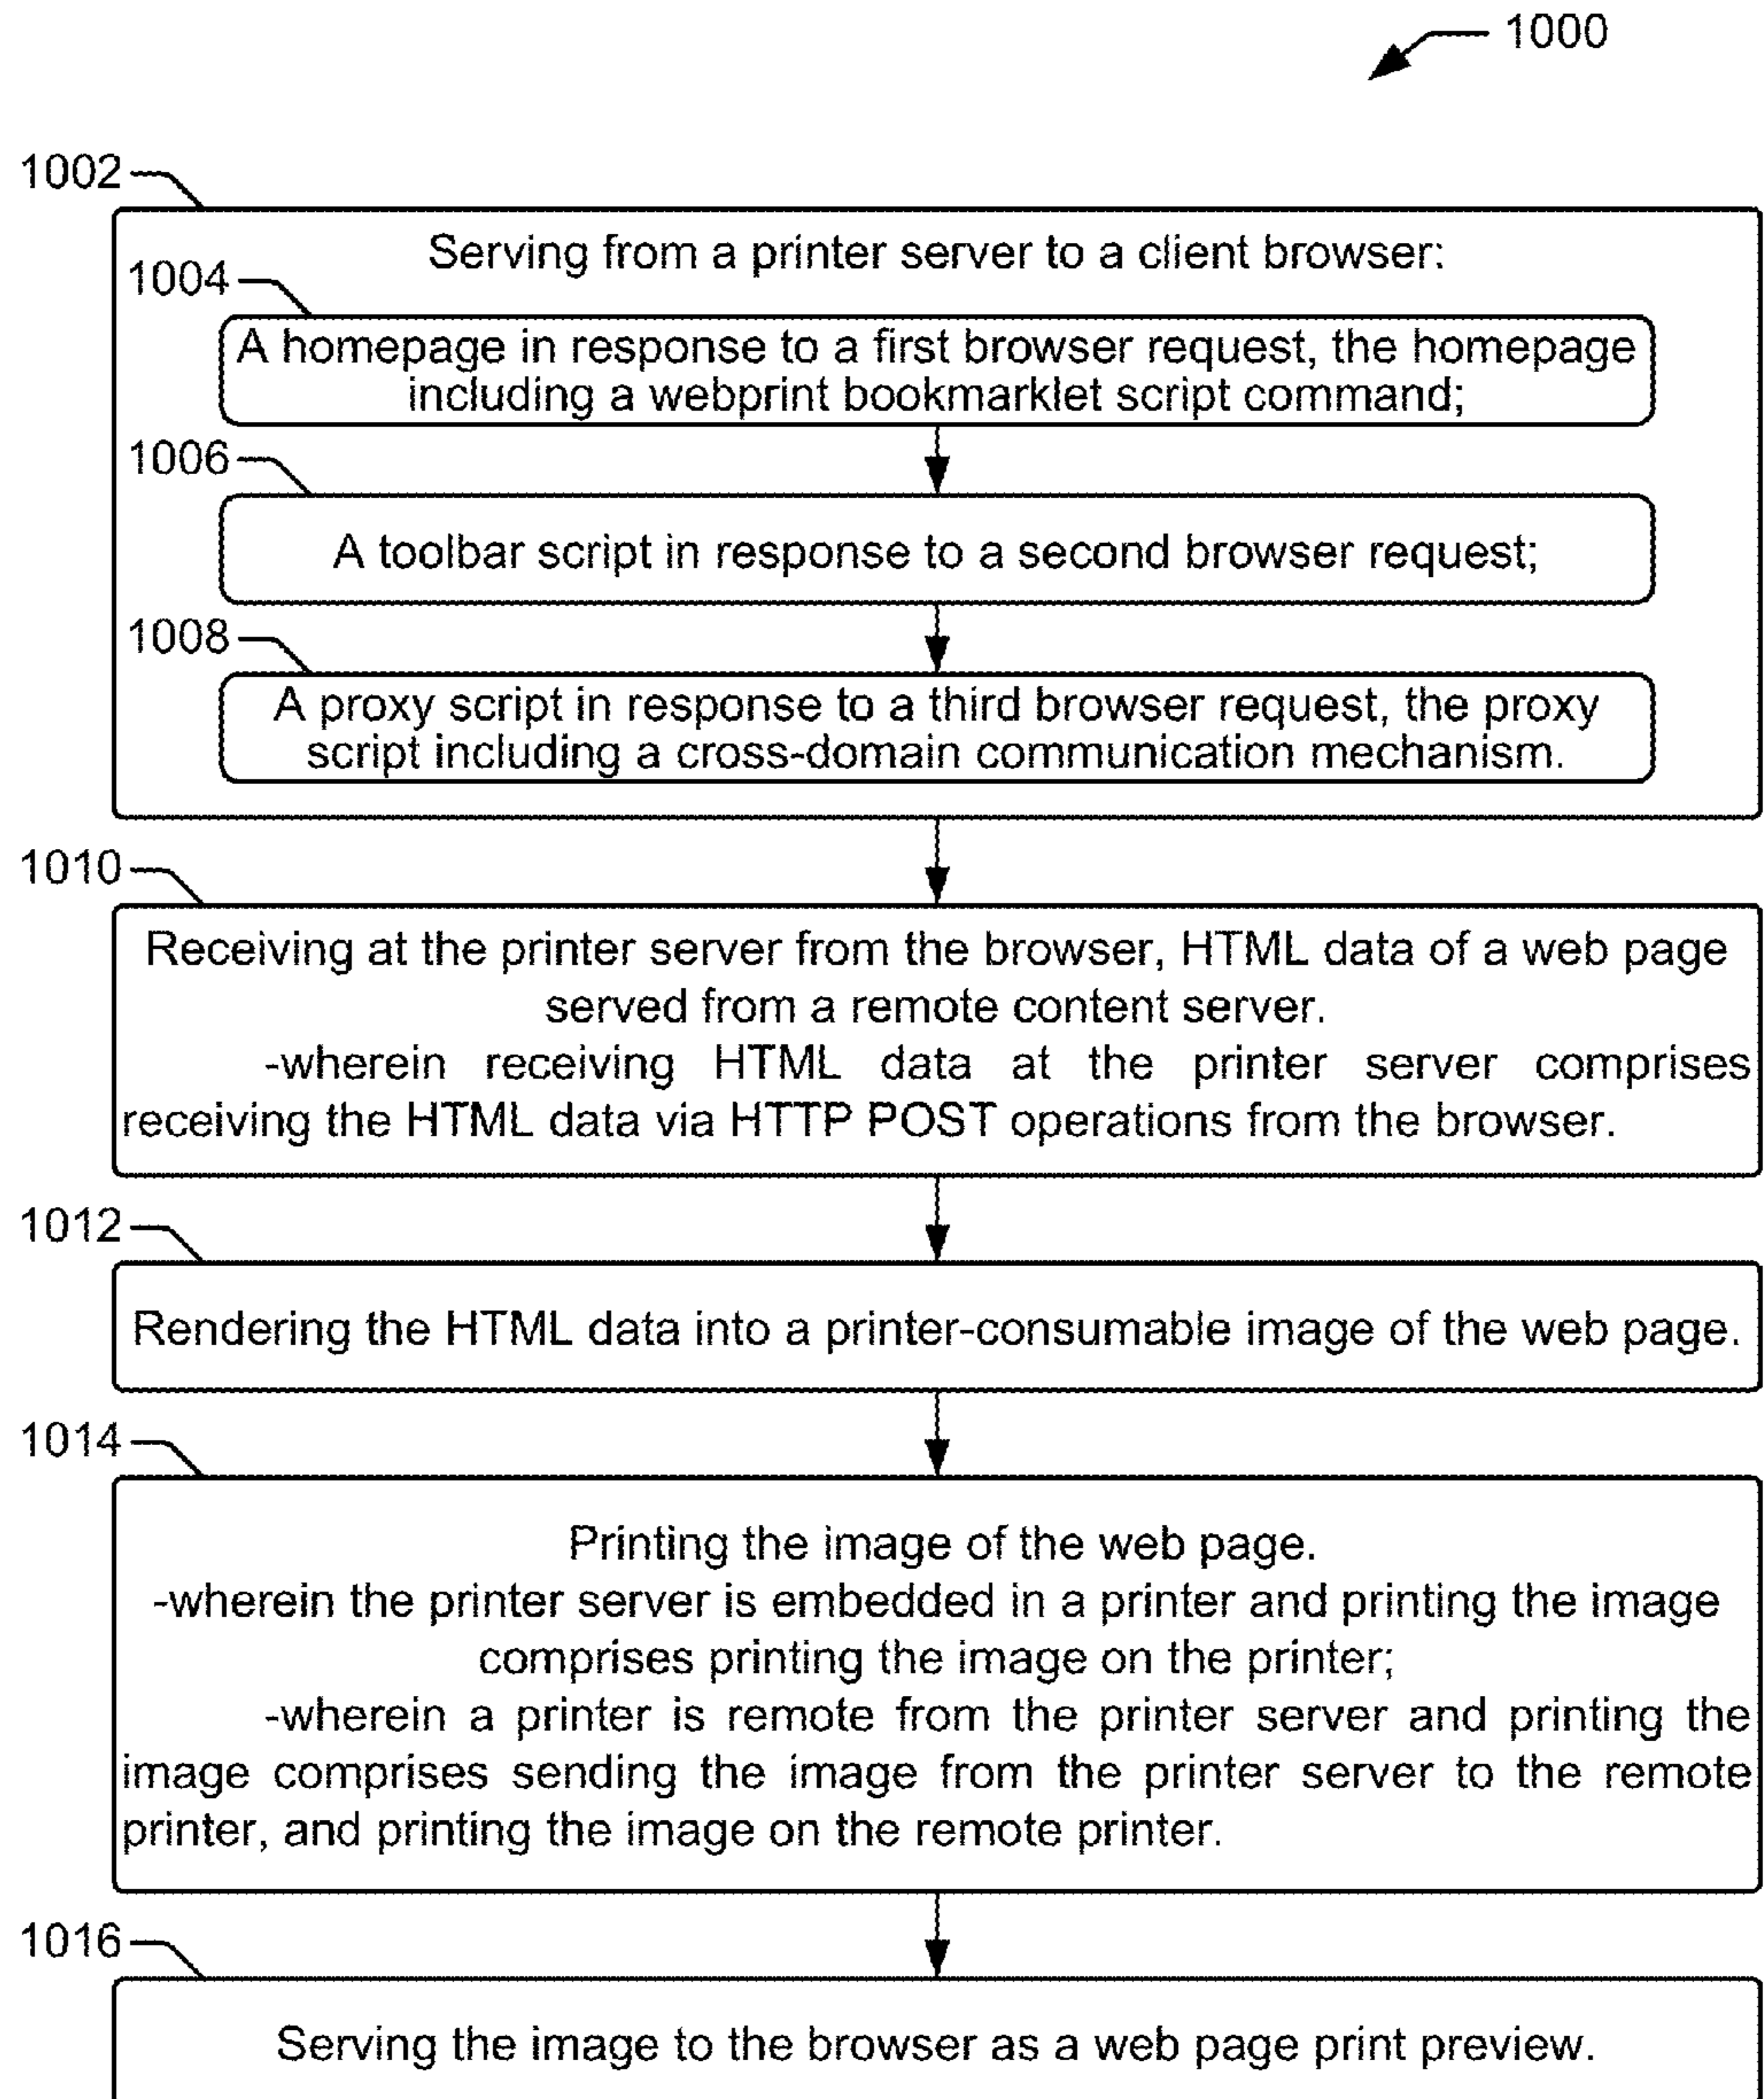 1000
1002
Serving from a printer server to a client browser:
1004
A homepage in response to a first browser request, the homepage
including a webprint bookmarklet script command;
1006
A toolbar script in response to a second browser request;
1008
A proxy script in response to a third browser request, the proxy
script including a cross-domain communication mechanism.
1010
Receiving at the printer server from the browser, HTML data of a web page
served from a remote content server.
-wherein receiving HTML data at the printer server comprises
receiving the HTML data via HTTP POST operations from the browser.
1012
Rendering the HTML data into a printer-consumable image of the web page.
1014
Printing the image of the web page.
-wherein the printer server is embedded in a printer and printing the image
comprises printing the image on the printer;
-wherein a printer is remote from the printer server and printing the
image comprises sending the image from the printer server to the remote
printer, and printing the image on the remote printer.
1016
Serving the image to the browser as a web page print preview.